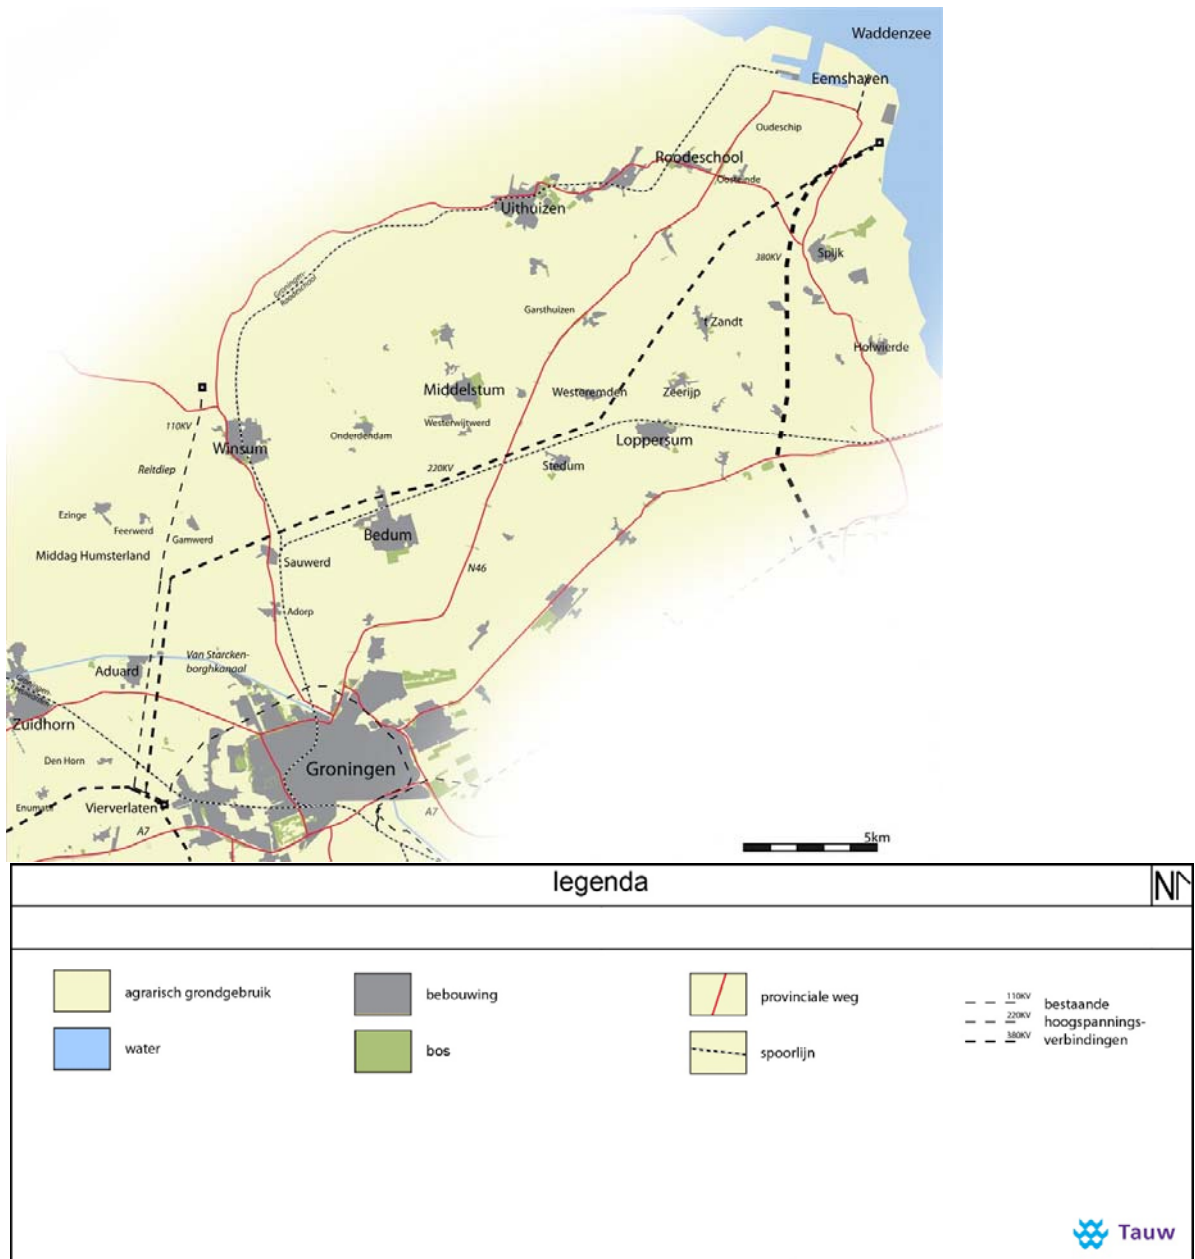 Waddenzee
Eemshaven
Oudeschip
Roodeschool
Oosteinde
Uithuizen
380KV
Spijk
Groningen-
Roodeschool
Garsthuizen
't Zandt
Holwierde
Middelstum
Westeremden
Zeerijp
110KV
Winsum
Onderdendam
Westerwijtwerd
Loppersum
Reitdiep
220KV
Stedum
Ezinge
Feerwerd
Garnwerd
Bedum
Middag Humsterland
Sauwerd
N46
Adorp
Van Starcken-
borghkanaal
Aduard
Zuidhorn
Den Horn
Groningen
Enumatil
Vierverlaten
A7
A7
5km
legenda
N
agrarisch grondgebruik
bebouwing
provinciale weg
110KV
bestaande
220KV
hoogspannings-
380KV
verbindingen
water
bos
spoorlijn
Tauw